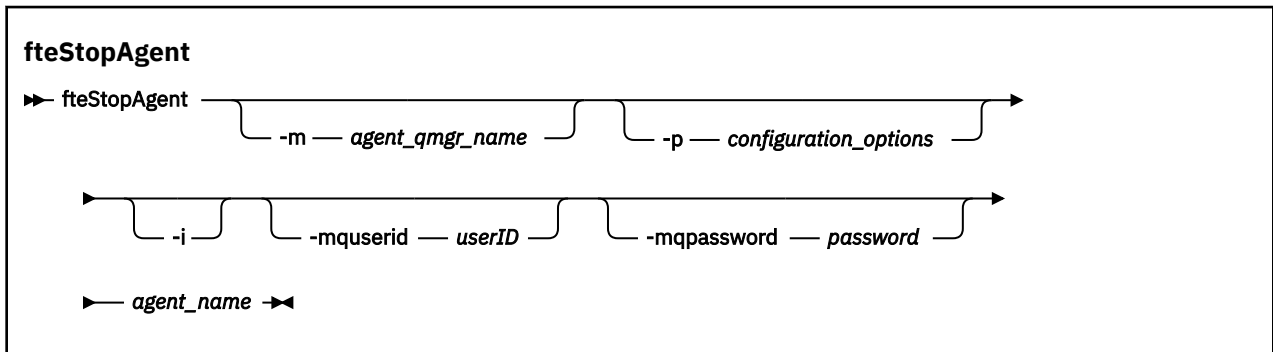 fteStopAgent
fteStopAgent
-m agent_qmgr_name -p configuration_options
-i -mquserid userID -mqpassword password
agent_name